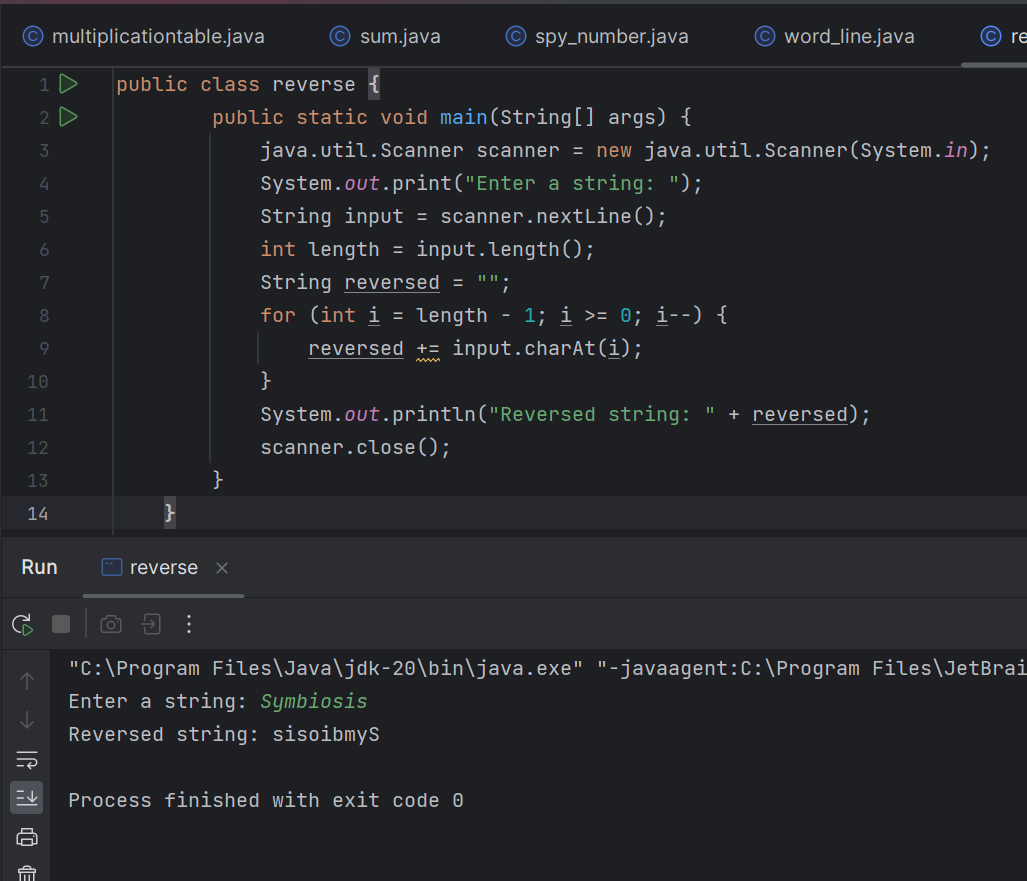 multiplicationtable.java sum.java spy_number.java word_line.java re
1 public class reverse {
2 public static void main(String[] args) {
3 java.util.Scanner scanner = new java.util.Scanner(System.in);
4 System.out.print("Enter a string: ");
5 String input = scanner.nextLine();
6 int length = input.length();
7 String reversed = "";
8 for (int i = length - 1; i >= 0; i--) {
9 reversed += input.charAt(i);
10 }
11 System.out.println("Reversed string: " + reversed);
12 scanner.close();
13 }
14 }
Run reverse
"C:\Program Files\Java\jdk-20\bin\java.exe" "-javaagent:C:\Program Files\JetBrai
Enter a string: Symbiosis
Reversed string: sisoibmyS
Process finished with exit code 0